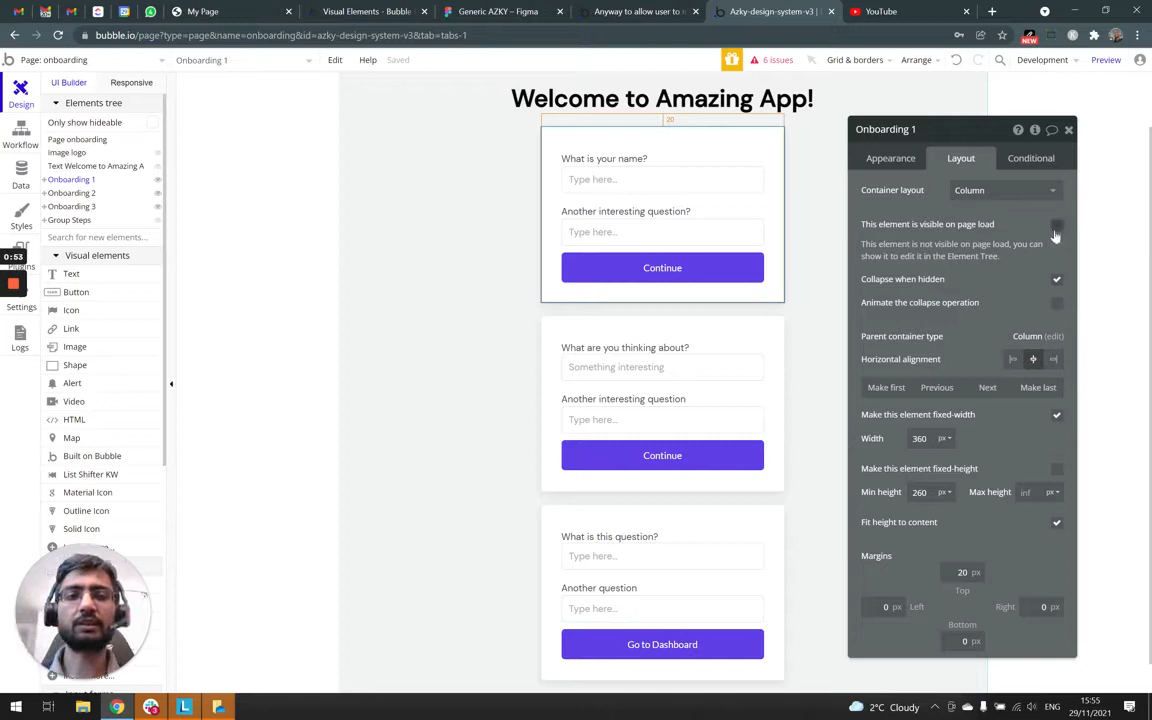 My Page
Visual Elements - Bubble
Generic AZKY – Figma
Anyway to allow user to n
Azky-design-system-v3 |
YouTube
bubble.io/page?type=page&name=onboarding&id=azky-design-system-v3&tab=tabs-1
NEW
Page: onboarding
Onboarding 1
Edit
Help
Saved
6 issues
Grid & borders
Arrange
Development
Preview
Design
Workflow
Data
Styles
Plugins
Settings
Logs
0:53
UI Builder
Responsive
Elements tree
Only show hideable
Page onboarding
Image logo
Text Welcome to Amazing A
Onboarding 1
Onboarding 2
Onboarding 3
Group Steps
Search for new elements...
Visual elements
Text
Button
Icon
Link
Image
Shape
Alert
Video
</> HTML
Map
Built on Bubble
List Shifter KW
Material Icon
Outline Icon
Solid Icon
Welcome to Amazing App!
20
What is your name?
Type here...
Another interesting question?
Type here...
Continue
What are you thinking about?
Something interesting
Another interesting question
Type here...
Continue
What is this question?
Type here...
Another question
Type here...
Go to Dashboard
Onboarding 1
Appearance
Layout
Conditional
Container layout
Column
This element is visible on page load
This element is not visible on page load, you can
show it to edit it in the Element Tree.
Collapse when hidden
Animate the collapse operation
Parent container type
Column (edit)
Horizontal alignment
Make first
Previous
Next
Make last
Make this element fixed-width
Width
360 px
Make this element fixed-height
Min height
260 px
Max height
inf px
Fit height to content
Margins
20 px
Top
0 px
Left
Right
0 px
Bottom
0 px
2°C Cloudy
ENG
15:55
29/11/2021